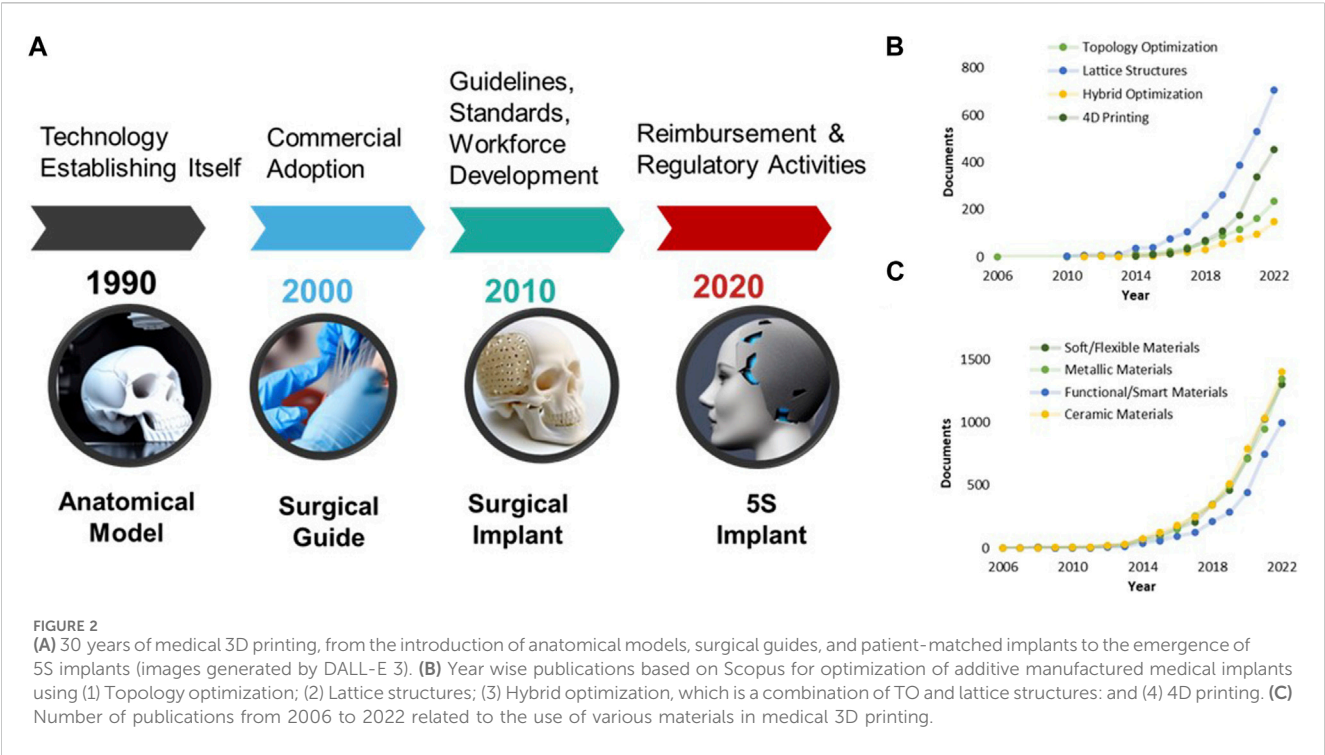 A
Technology
Establishing Itself
Commercial
Adoption
Guidelines,
Standards,
Workforce
Development
Reimbursement &
Regulatory Activities
1990
2000
2010
2020
Anatomical
Model
Surgical
Guide
Surgical
Implant
5S
Implant
B
Topology Optimization
Lattice Structures
Hybrid Optimization
4D Printing
Documents
800
600
400
200
0
2006
2010
2014
2018
2022
Year
C
Soft/Flexible Materials
Metallic Materials
Functional/Smart Materials
Ceramic Materials
Documents
1500
1000
500
0
2006
2010
2014
2018
2022
Year
FIGURE 2
(A) 30 years of medical 3D printing, from the introduction of anatomical models, surgical guides, and patient-matched implants to the emergence of
5S implants (images generated by DALL-E 3). (B) Year wise publications based on Scopus for optimization of additive manufactured medical implants
using (1) Topology optimization; (2) Lattice structures; (3) Hybrid optimization, which is a combination of TO and lattice structures: and (4) 4D printing. (C)
Number of publications from 2006 to 2022 related to the use of various materials in medical 3D printing.